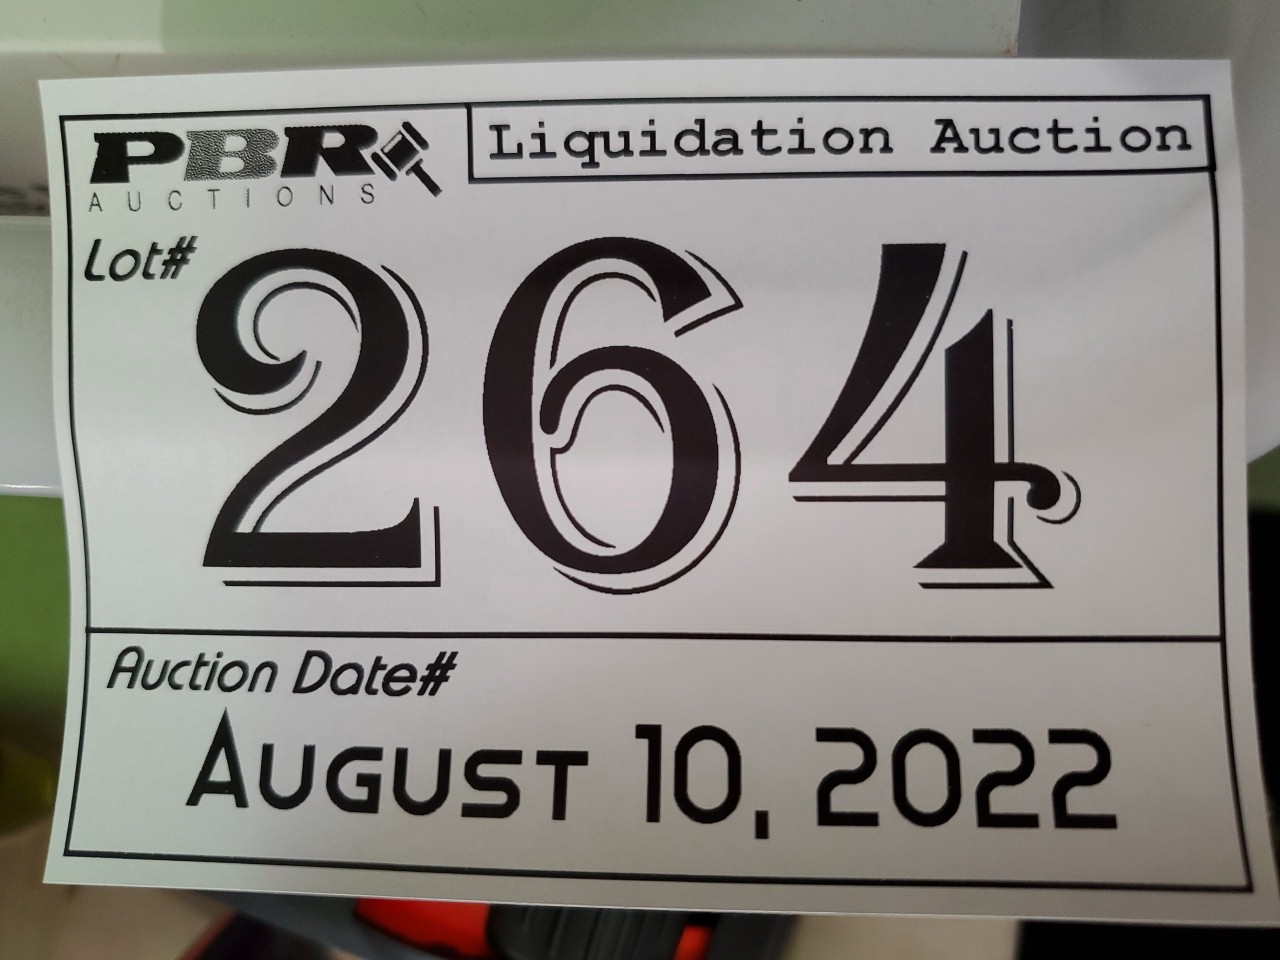 PBR
AUCTIONS
Liquidation Auction
Lot#
264
Auction Date#
August 10, 2022